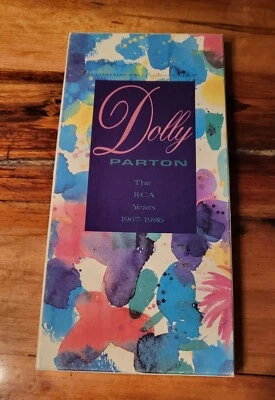 Dolly
PARTON
The
RCA
Years
1967-1986